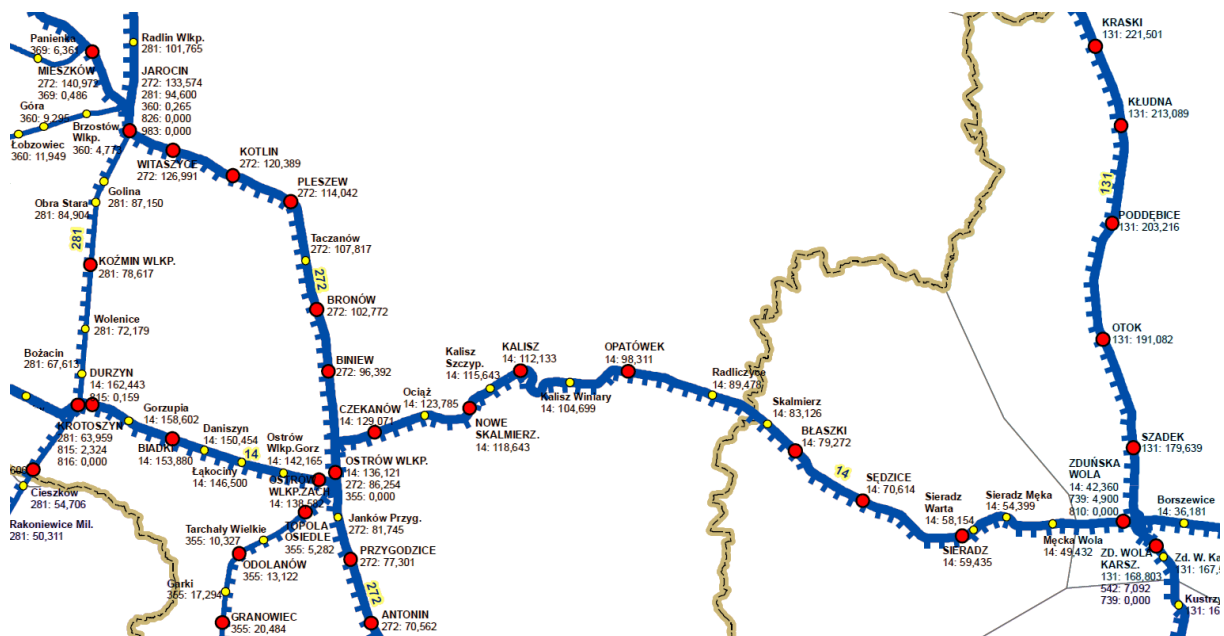 Panienka
369: 6,361
MIESZKÓW
272: 140,972
369: 0,486
Góra
360: 9,295
Łobzowiec
360: 11,949
Brzostów
Wlkp.
360: 4,773
Radlin Wlkp.
281: 101,765
JAROCIN
272: 133,574
281: 94,600
360: 0,265
826: 0,000
983: 0,000
WITASZYCE
272: 126,991
KOTLIN
272: 120,389
PLESZEW
272: 114,042
Golina
281: 87,150
Obra Stara
281: 84,904
281
KOŹMIN WLKP.
281: 78,617
Taczanów
272: 107,817
272
BRONÓW
272: 102,772
Wolenice
281: 72,179
Bożacin
281: 67,613
DURZYN
14: 162,443
815: 0,159
BINIEW
272: 96,392
KROTOSZYN
281: 63,959
815: 2,324
816: 0,000
Gorzupia
14: 158,602
BIADKI
14: 153,880
Daniszyn
14: 150,454
Łąkociny
14: 146,500
14
Ostrów
Wlkp.Gorz
14: 142,165
OSTRÓW
WLKP.ZACH
14: 138,582
CZEKANÓW
14: 129,071
Ociąż
14: 123,785
NOWE
SKALMIERZ.
14: 118,643
Kalisz
Szczyp.
14: 115,643
KALISZ
14: 112,133
Kalisz Winiary
14: 104,699
OPATÓWEK
14: 98,311
Radliczyce
14: 89,478
Skalmierz
14: 83,126
BŁASZKI
14: 79,272
14
SĘDZICE
14: 70,614
Sieradz
Warta
14: 58,154
SIERADZ
14: 59,435
Sieradz Męka
14: 54,399
Męcka Wola
14: 49,432
OSTRÓW WLKP.
14: 136,121
272: 86,254
355: 0,000
Cieszków
281: 54,706
Rakoniewice Mil.
281: 50,311
Tarchały Wielkie
355: 10,327
TOPOLA
OSIEDLE
355: 5,282
ODOLANÓW
355: 13,122
Garki
355: 17,294
GRANOWIEC
355: 20,484
Janków Przyg.
272: 81,745
PRZYGODZICE
272: 77,301
272
ANTONIN
272: 70,562
KRASKI
131: 221,501
KŁUDNA
131: 213,089
131
PODDĘBICE
131: 203,216
OTOK
131: 191,082
SZADEK
131: 179,639
ZDUŃSKA
WOLA
14: 42,360
739: 4,900
810: 0,000
Borszewice
14: 36,181
ZD. WOLA
KARSZ.
131: 168,803
542: 7,092
739: 0,000
Zd. W. Ka
131: 167,
Kustrzy
131: 16